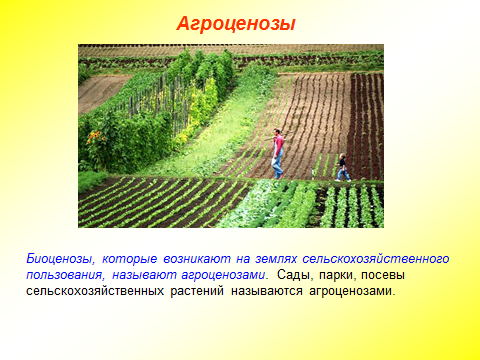 Агроценозы
Биоценозы, которые возникают на землях сельскохозяйственного
пользования, называют агроценозами. Сады, парки, посевы
сельскохозяйственных растений называются агроценозами.